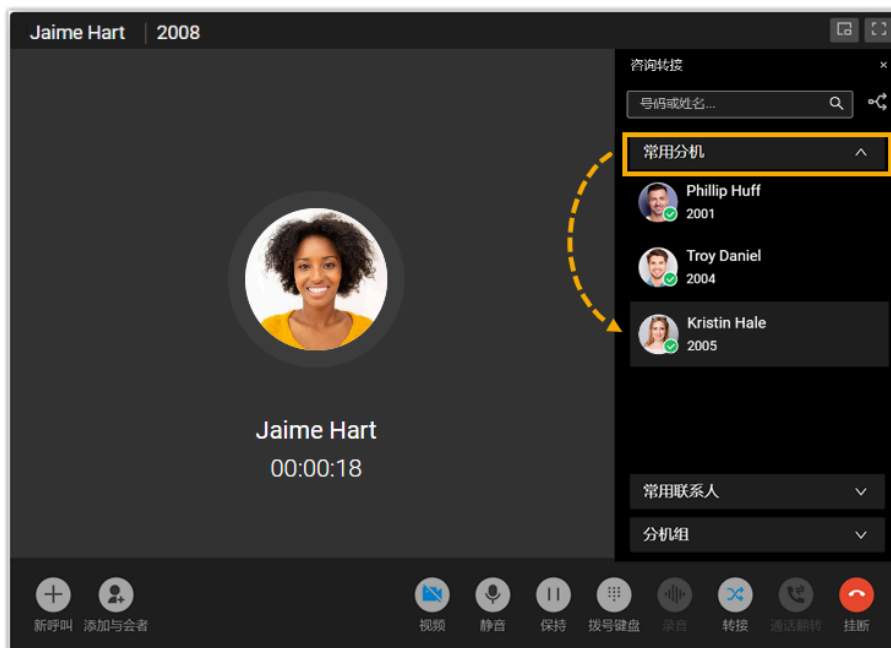 Jaime Hart | 2008
咨询转接
号码或姓名...
常用分机
Phillip Huff
2001
Troy Daniel
2004
Kristin Hale
2005
Jaime Hart
00:00:18
常用联系人
分机组
新呼叫 添加与会者 视频 静音 保持 拨号键盘 录音 转接 通话翻转 挂断